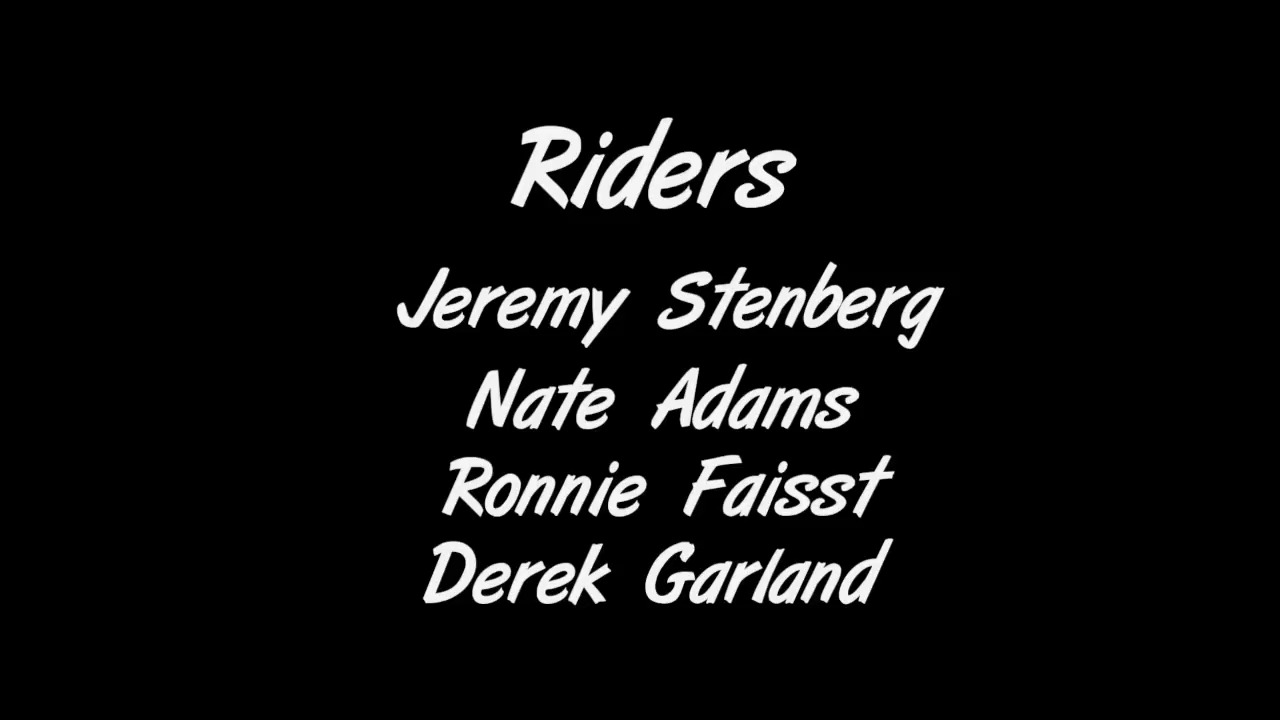 Riders
Jeremy Stenberg
Nate Adams
Ronnie Faisst
Derek Garland